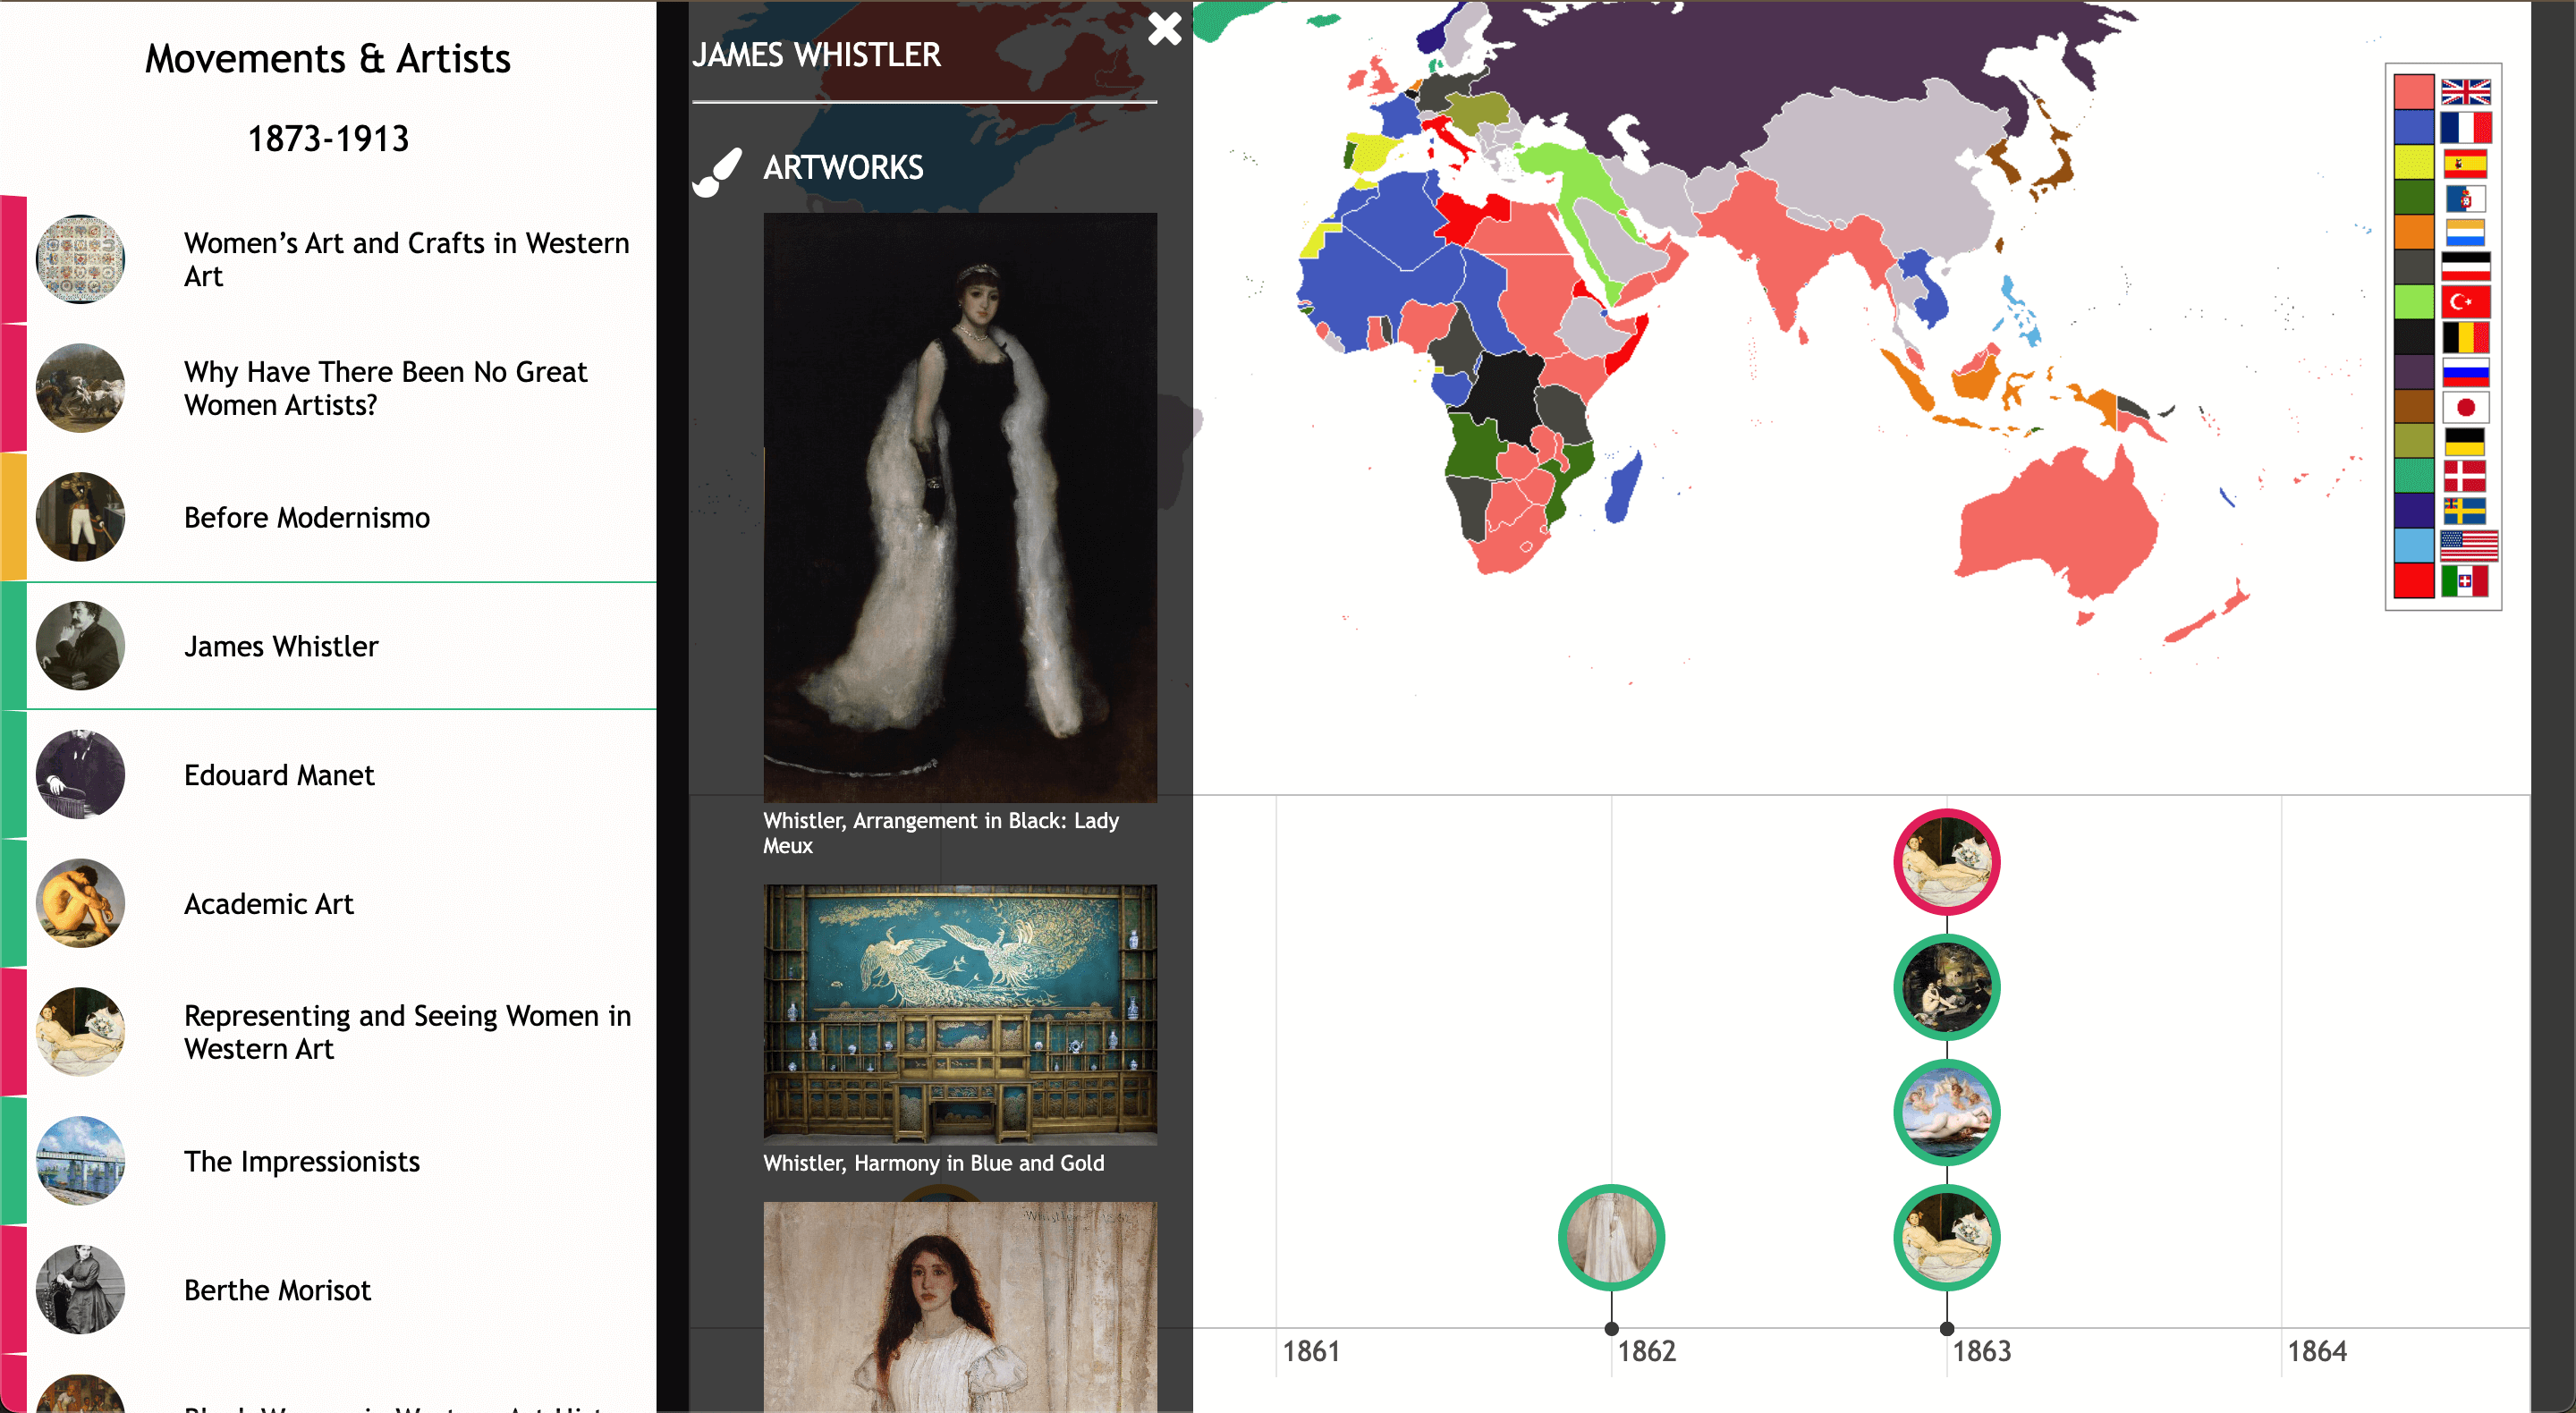 Movements & Artists
1873-1913
Women’s Art and Crafts in Western
Art
Why Have There Been No Great
Women Artists?
Before Modernismo
James Whistler
Edouard Manet
Academic Art
Representing and Seeing Women in
Western Art
The Impressionists
Berthe Morisot
JAMES WHISTLER
ARTWORKS
Whistler, Arrangement in Black: Lady
Meux
Whistler, Harmony in Blue and Gold
1861
1862
1863
1864